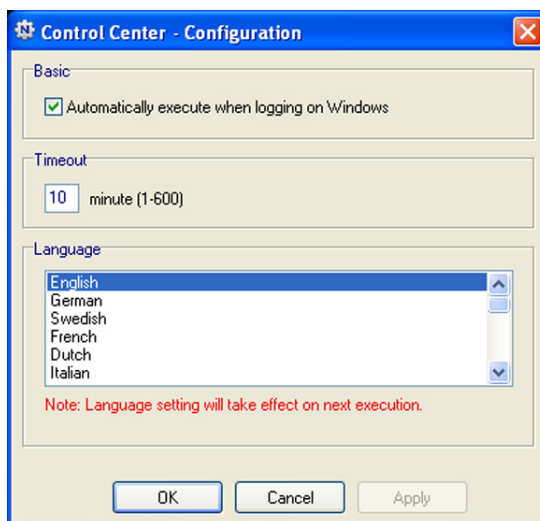 Control Center - Configuration
Basic
Automatically execute when logging on Windows
Timeout
10 minute (1-600)
Language
English
German
Swedish
French
Dutch
Italian
Note: Language setting will take effect on next execution.
OK Cancel Apply